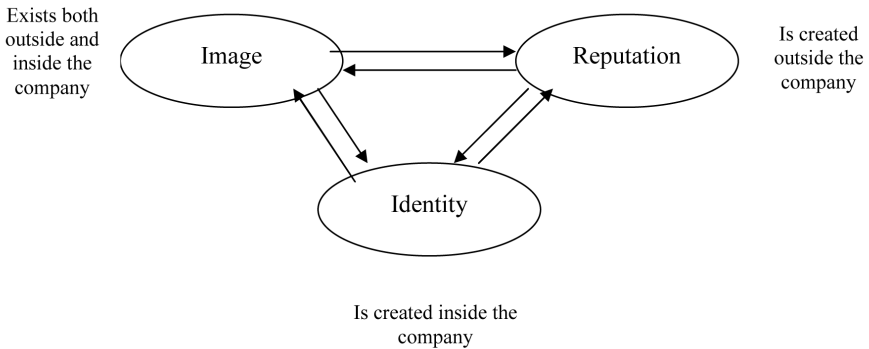 Exists both
outside and
inside the
company
Image
Reputation
Is created
outside the
company
Identity
Is created inside the
company